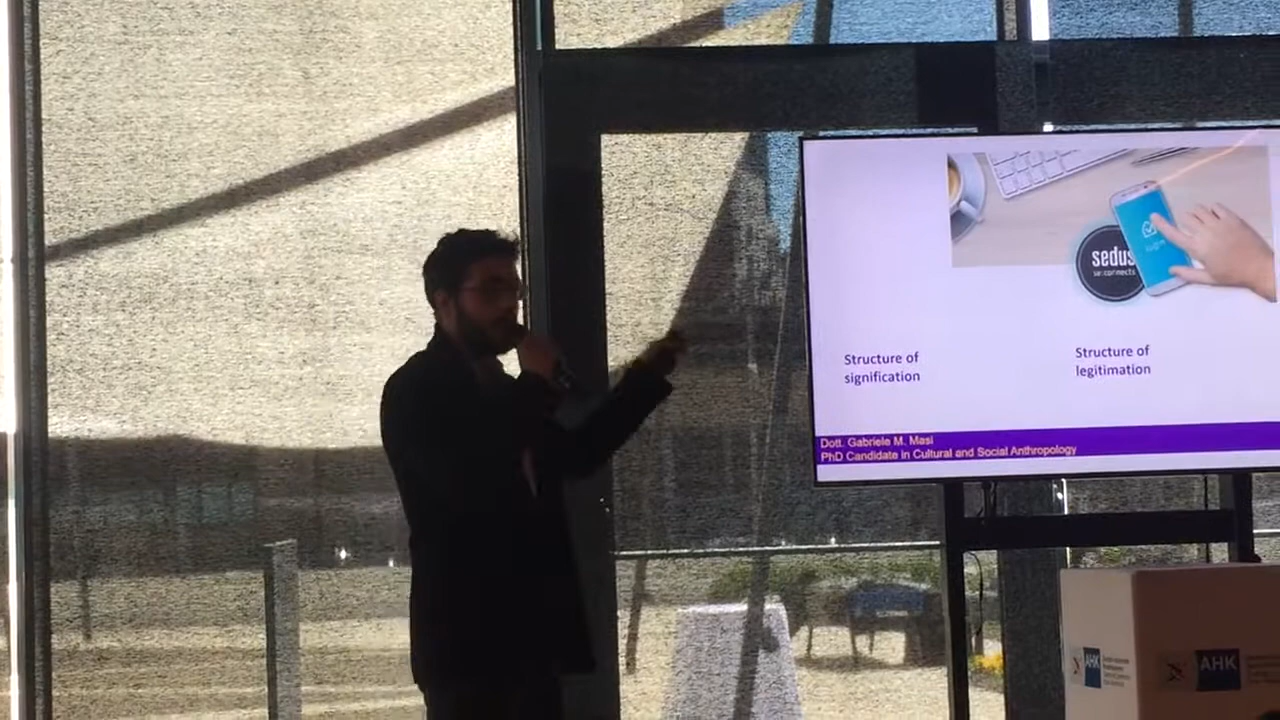 sedus
se:connects
Structure of
signification
Structure of
legitimation
Dott. Gabriele M. Masi
PhD Candidate in Cultural and Social Anthropology
AHK
AHK